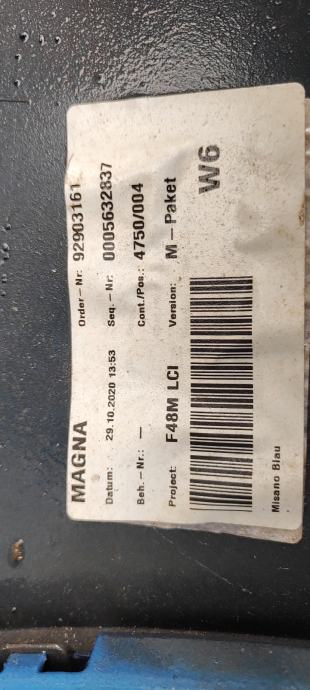 MAGNA Order-Nr: 92903161
Datum: 29.10.2020 13:53 Seq.-Nr: 0005632837
Beh.-Nr.: — Cont./Pos.: 4750/004
Project: F48M LCI Version: M-Paket
W6
Misano Blau